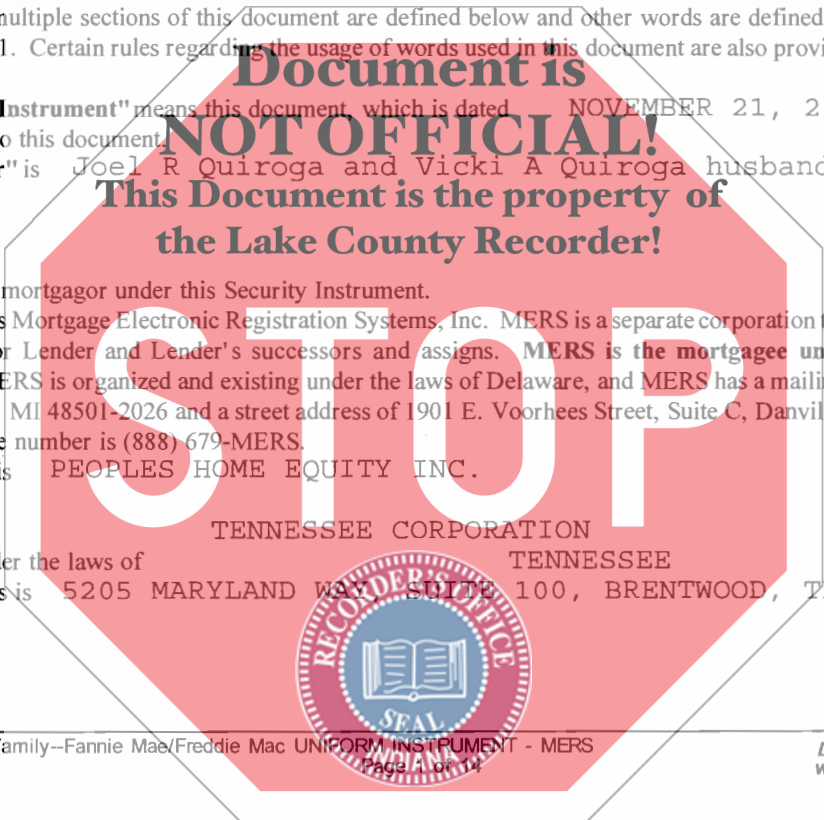 multiple sections of this document are defined below and other words are defined
1. Certain rules regarding the usage of words used in this document are also provi
Document is
Instrument" means this document, which is dated NOVEMBER 21, 2
NOT OFFICIAL!
o this document.
r" is Joel R Quiroga and Vicki A Quiroga husband
This Document is the property of
the Lake County Recorder!
mortgagor under this Security Instrument.
s Mortgage Electronic Registration Systems, Inc. MERS is a separate corporation t
or Lender and Lender's successors and assigns. MERS is the mortgagee un
ERS is organized and existing under the laws of Delaware, and MERS has a mailin
MI 48501-2026 and a street address of 1901 E. Voorhees Street, Suite C, Danvil
e number is (888) 679-MERS.
STOP
is PEOPLES HOME EQUITY INC.
TENNESSEE CORPORATION
er the laws of TENNESSEE
s is 5205 MARYLAND WAY, SUITE 100, BRENTWOOD, T
RECORDER'S OFFICE
SEAL
INDIANA
amily--Fannie Mae/Freddie Mac UNIFORM INSTRUMENT - MERS
Page 1 of 14